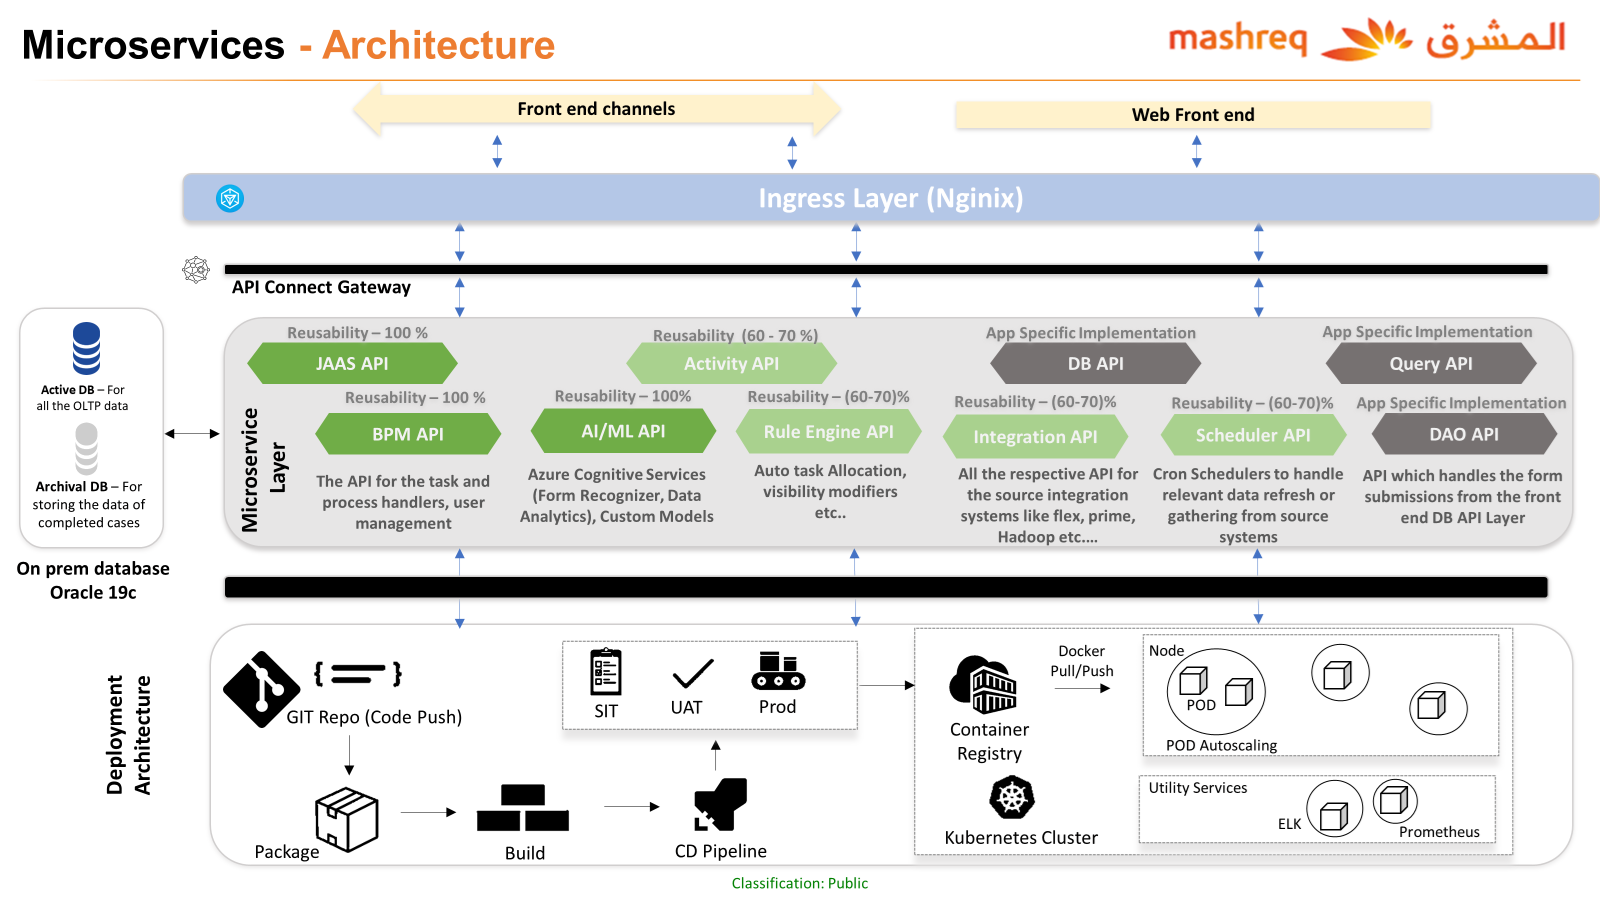 Microservices - Architecture
mashreq المشرق
Front end channels
Web Front end
Ingress Layer (Nginix)
API Connect Gateway
Active DB – For
all the OLTP data
Archival DB – For
storing the data of
completed cases
On prem database
Oracle 19c
Microservice
Layer
Reusability – 100 %
JAAS API
Reusability (60 - 70 %)
Activity API
App Specific Implementation
DB API
App Specific Implementation
Query API
Reusability – 100 %
BPM API
The API for the task and
process handlers, user
management
Reusability – 100%
AI/ML API
Azure Cognitive Services
(Form Recognizer, Data
Analytics), Custom Models
Reusability – (60-70)%
Rule Engine API
Auto task Allocation,
visibility modifiers
etc..
Reusability – (60-70)%
Integration API
All the respective API for
the source integration
systems like flex, prime,
Hadoop etc....
Reusability – (60-70)%
Scheduler API
Cron Schedulers to handle
relevant data refresh or
gathering from source
systems
App Specific Implementation
DAO API
API which handles the form
submissions from the front
end DB API Layer
Deployment
Architecture
GIT Repo (Code Push)
Package
Build
CD Pipeline
SIT
UAT
Prod
Container
Registry
Kubernetes Cluster
Docker
Pull/Push
Node
POD
POD Autoscaling
Utility Services
ELK
Prometheus
Classification: Public